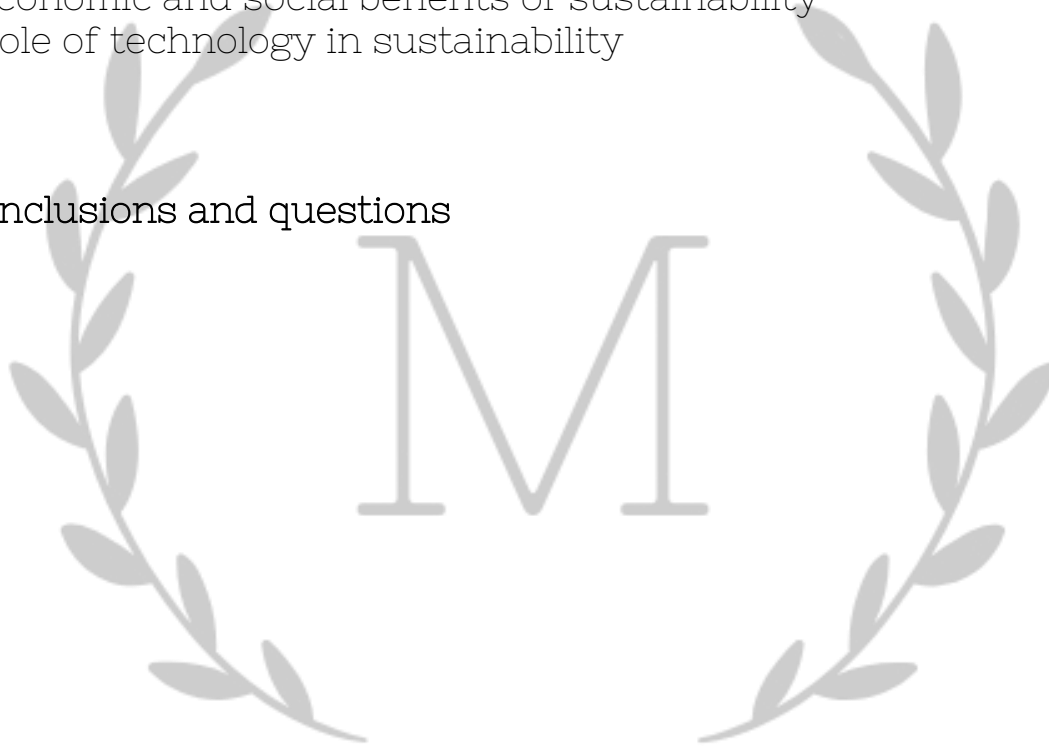 conomic and social benefits of sustainability
ole of technology in sustainability
nclusions and questions
M